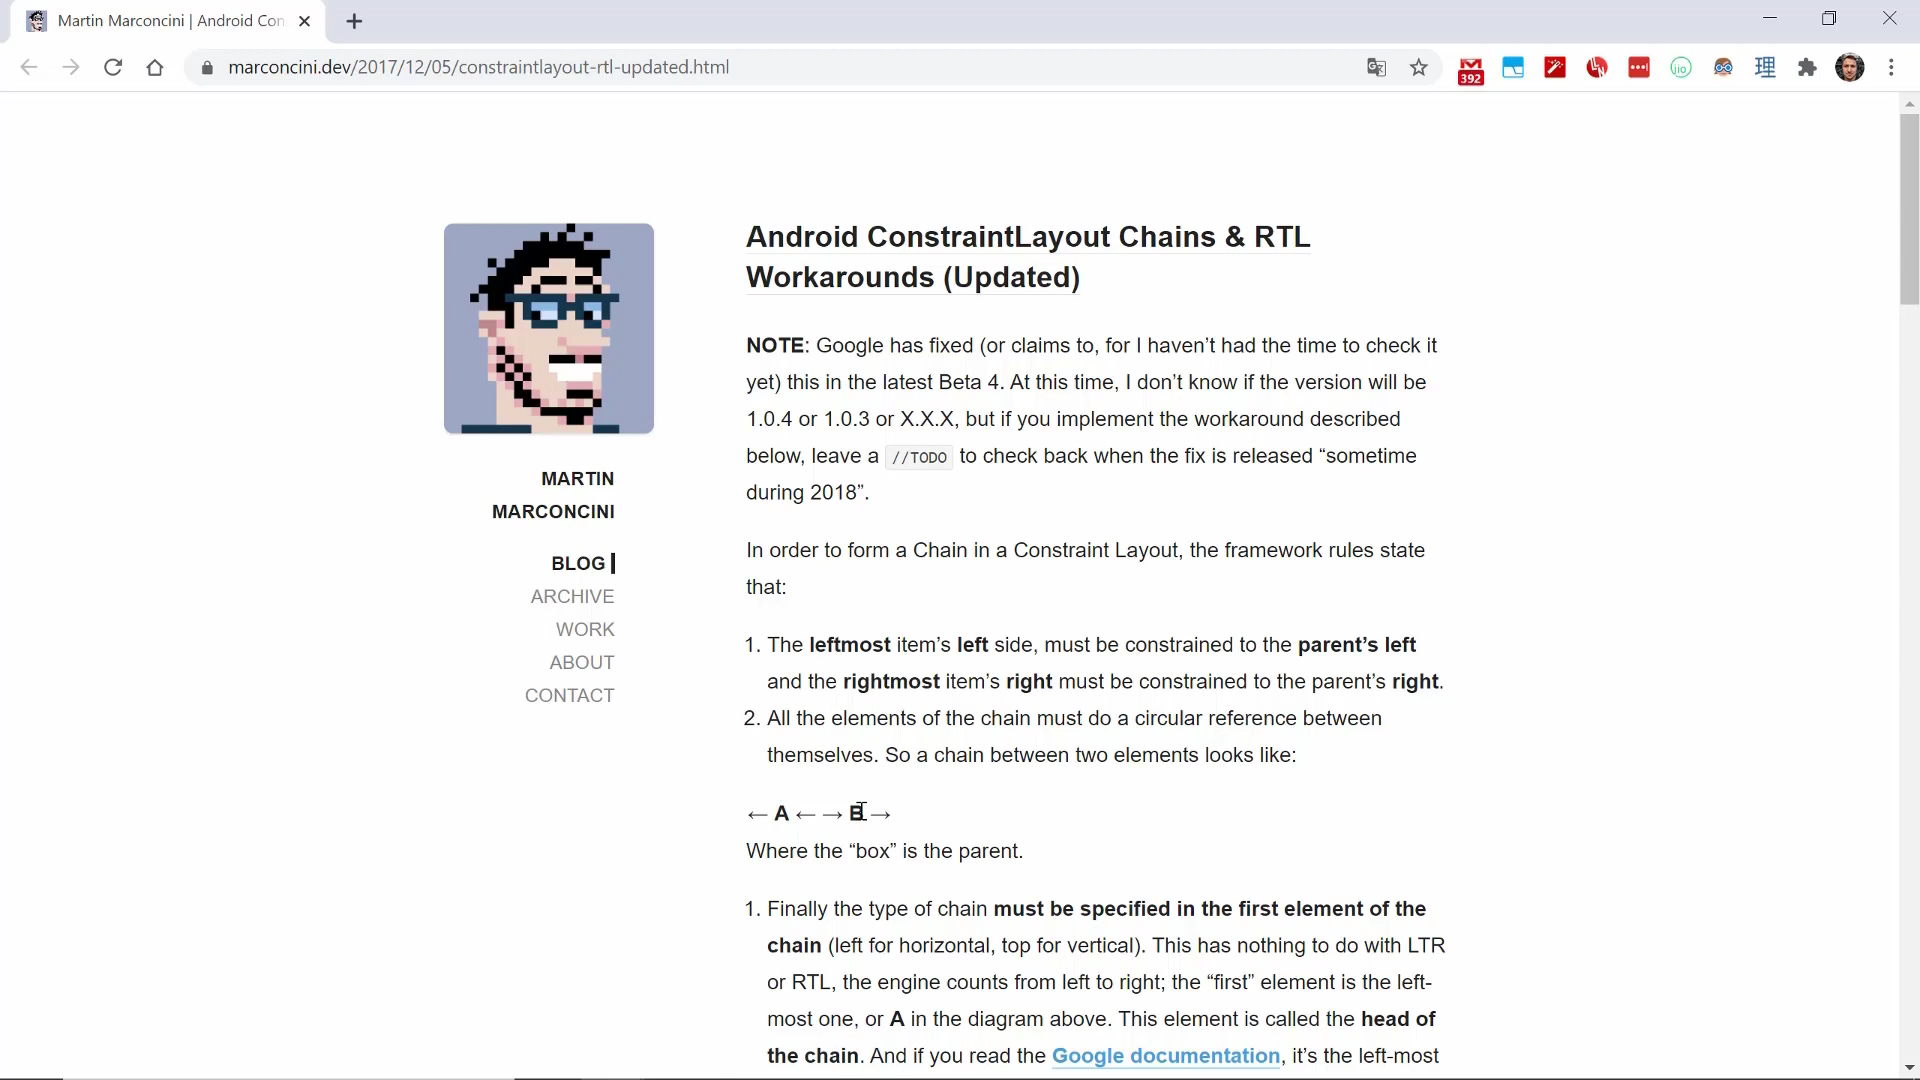 Martin Marconcini | Android Con
marconcini.dev/2017/12/05/constraintlayout-rtl-updated.html
392
理
Android ConstraintLayout Chains & RTL
Workarounds (Updated)
NOTE: Google has fixed (or claims to, for I haven’t had the time to check it
yet) this in the latest Beta 4. At this time, I don’t know if the version will be
1.0.4 or 1.0.3 or X.X.X, but if you implement the workaround described
below, leave a //TODO to check back when the fix is released “sometime
during 2018”.
In order to form a Chain in a Constraint Layout, the framework rules state
that:
1. The leftmost item’s left side, must be constrained to the parent’s left
and the rightmost item’s right must be constrained to the parent’s right.
2. All the elements of the chain must do a circular reference between
themselves. So a chain between two elements looks like:
← A ← → B →
Where the “box” is the parent.
1. Finally the type of chain must be specified in the first element of the
chain (left for horizontal, top for vertical). This has nothing to do with LTR
or RTL, the engine counts from left to right; the “first” element is the left-
most one, or A in the diagram above. This element is called the head of
the chain. And if you read the Google documentation, it’s the left-most
MARTIN
MARCONCINI
BLOG
ARCHIVE
WORK
ABOUT
CONTACT